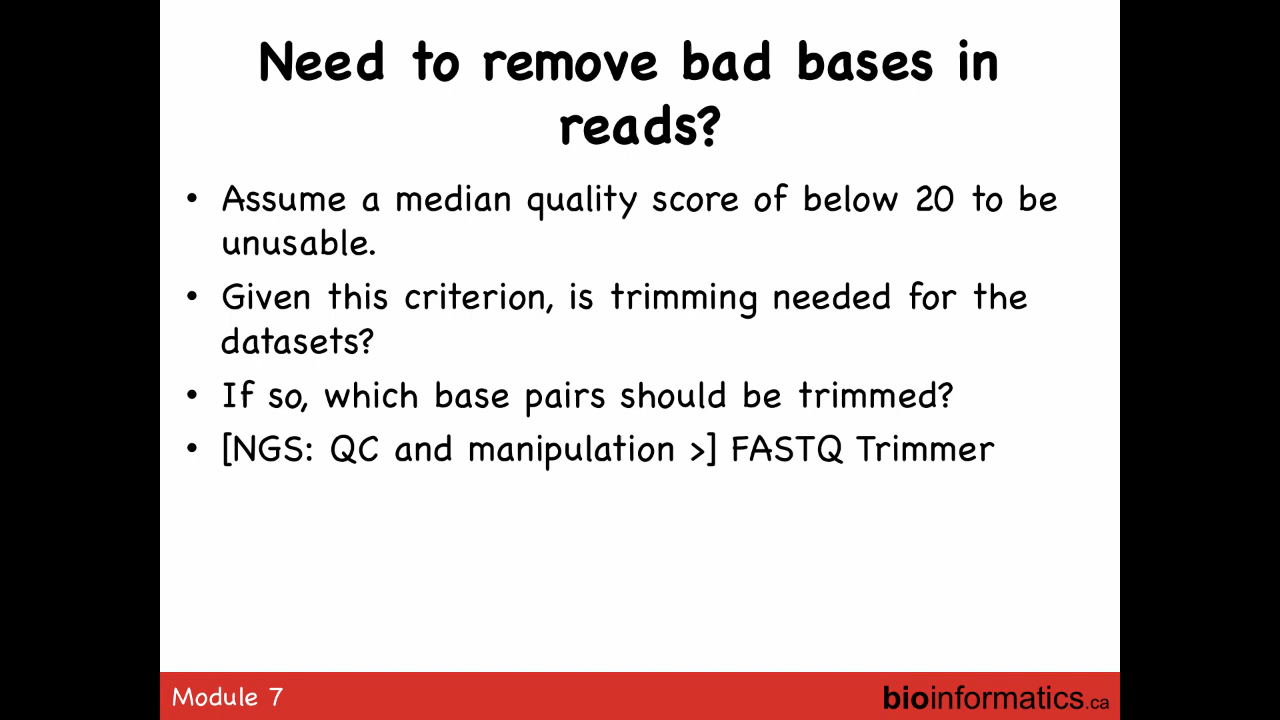 Need to remove bad bases in
reads?
• Assume a median quality score of below 20 to be
unusable.
• Given this criterion, is trimming needed for the
datasets?
• If so, which base pairs should be trimmed?
• [NGS: QC and manipulation >] FASTQ Trimmer
Module 7
bioinformatics.ca